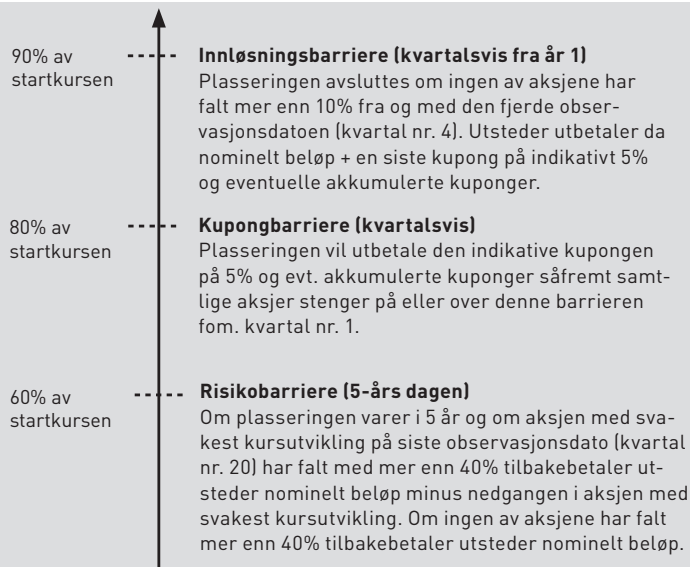 90% av
startkursen
Innløsningsbarriere (kvartalsvis fra år 1)
Plasseringen avsluttes om ingen av aksjene har
falt mer enn 10% fra og med den fjerde obser-
vasjonsdatoen (kvartal nr. 4). Utsteder utbetaler da
nominelt beløp + en siste kupong på indikativt 5%
og eventuelle akkumulerte kuponger.
80% av
startkursen
Kupongbarriere (kvartalsvis)
Plasseringen vil utbetale den indikative kupongen
på 5% og evt. akkumulerte kuponger såfremt samt-
lige aksjer stenger på eller over denne barrieren
fom. kvartal nr. 1.
60% av
startkursen
Risikobarriere (5-års dagen)
Om plasseringen varer i 5 år og om aksjen med sva-
kest kursutvikling på siste observasjonsdato (kvartal
nr. 20) har falt med mer enn 40% tilbakebetaler ut-
steder nominelt beløp minus nedgangen i aksjen med
svakest kursutvikling. Om ingen av aksjene har falt
mer enn 40% tilbakebetaler utsteder nominelt beløp.